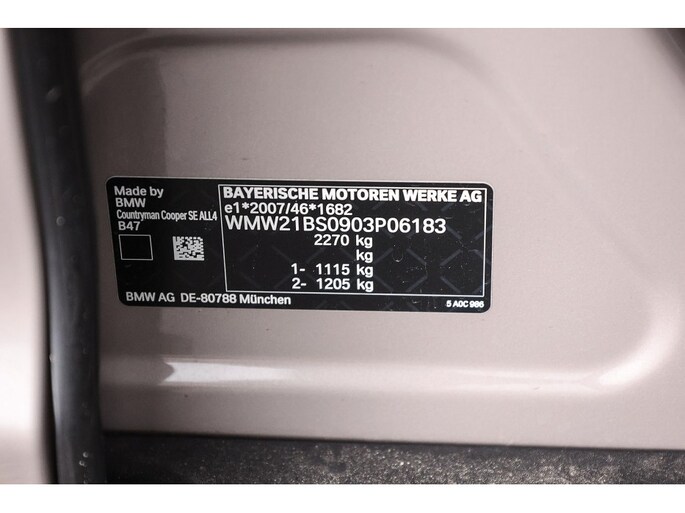 Made by
BMW
Countryman Cooper SE ALL4
B47
BMW AG DE-80788 München
BAYERISCHE MOTOREN WERKE AG
e1*2007/46*1682
WMW21BS0903P06183
2270 kg
kg
1- 1115 kg
2- 1205 kg
5 A0C 986